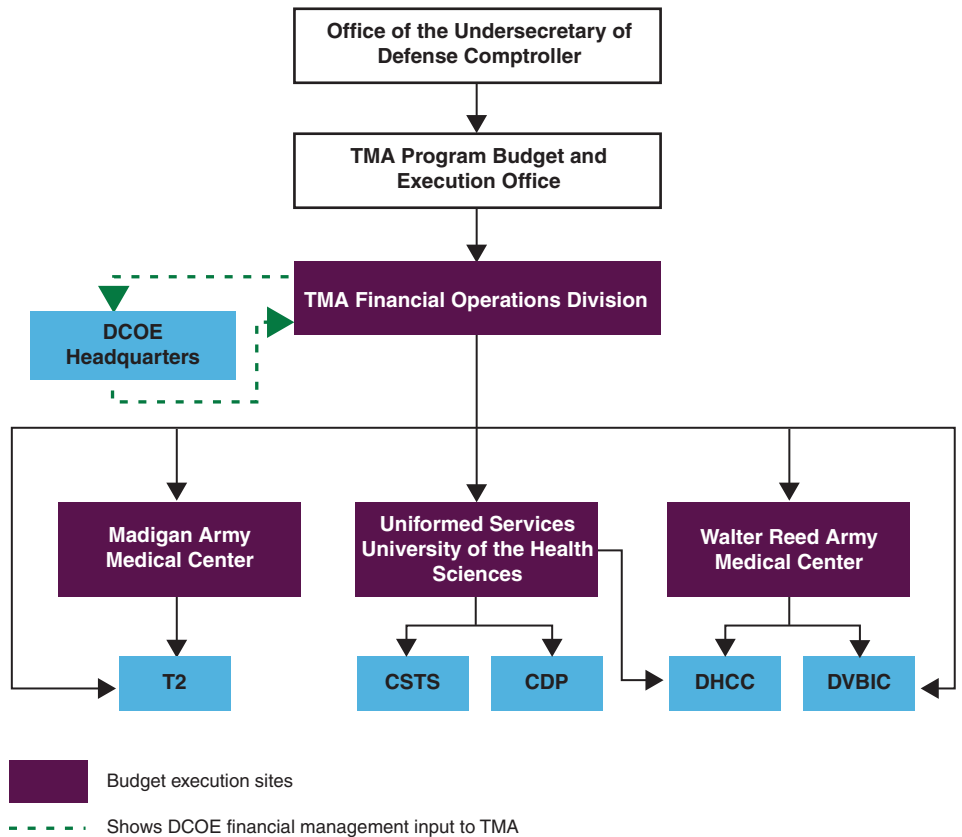 Office of the Undersecretary of
Defense Comptroller
TMA Program Budget and
Execution Office
TMA Financial Operations Division
DCOE
Headquarters
Madigan Army
Medical Center
Uniformed Services
University of the Health
Sciences
Walter Reed Army
Medical Center
T2
CSTS
CDP
DHCC
DVBIC
Budget execution sites
Shows DCOE financial management input to TMA